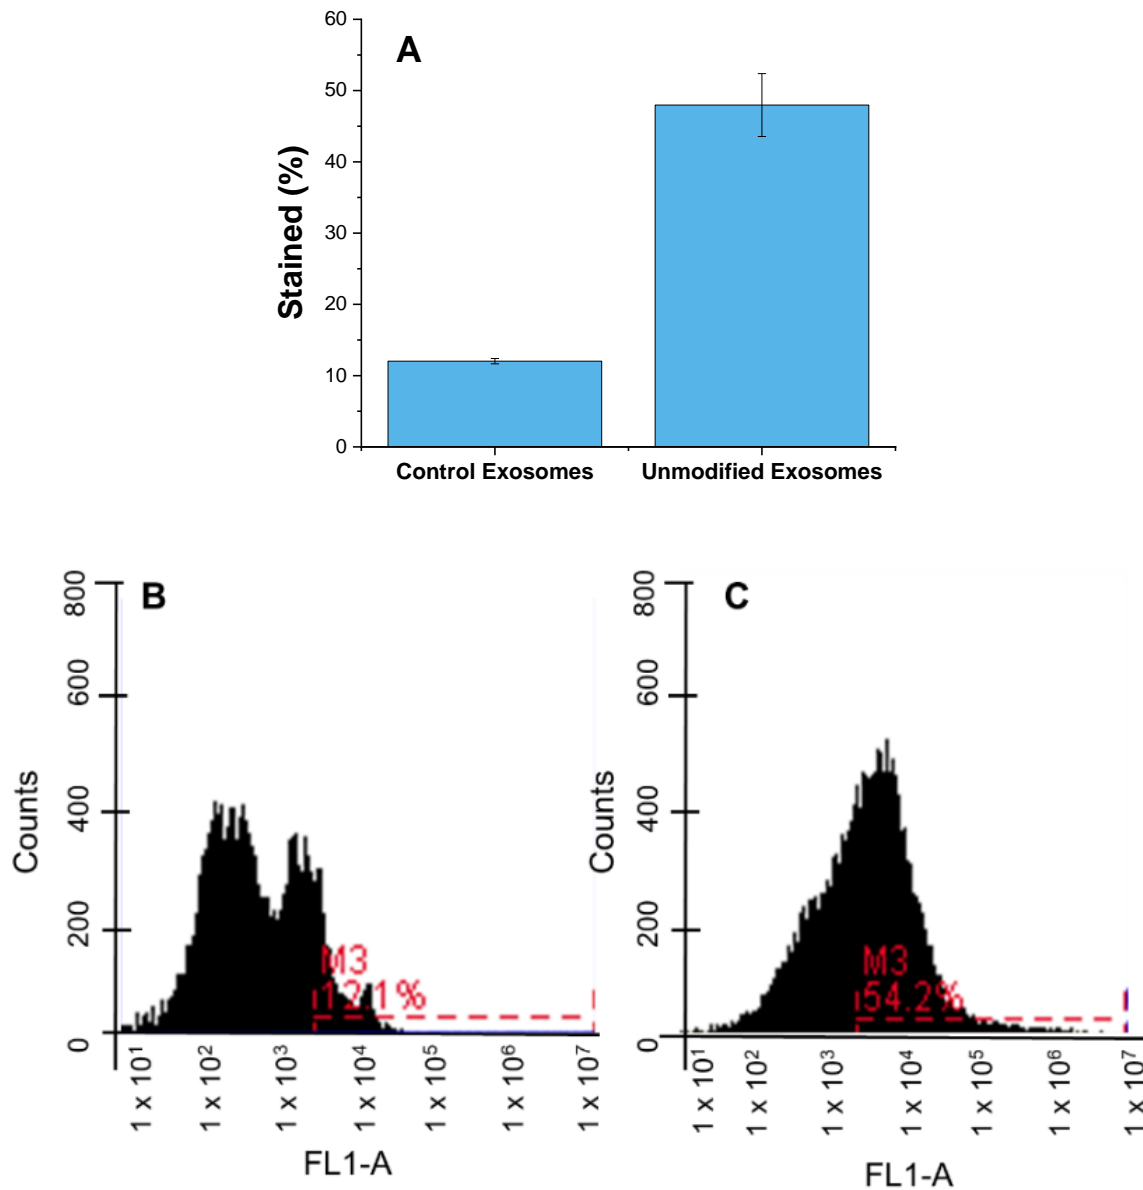 A
60
50
40
30
20
10
0
Stained (%)
Control Exosomes
Unmodified Exosomes
B
800
600
400
200
0
Counts
M3
12.1%
1 x 10¹
1 x 10²
1 x 10³
1 x 10⁴
1 x 10⁵
1 x 10⁶
1 x 10⁷
FL1-A
C
800
600
400
200
0
Counts
M3
54.2%
1 x 10¹
1 x 10²
1 x 10³
1 x 10⁴
1 x 10⁵
1 x 10⁶
1 x 10⁷
FL1-A